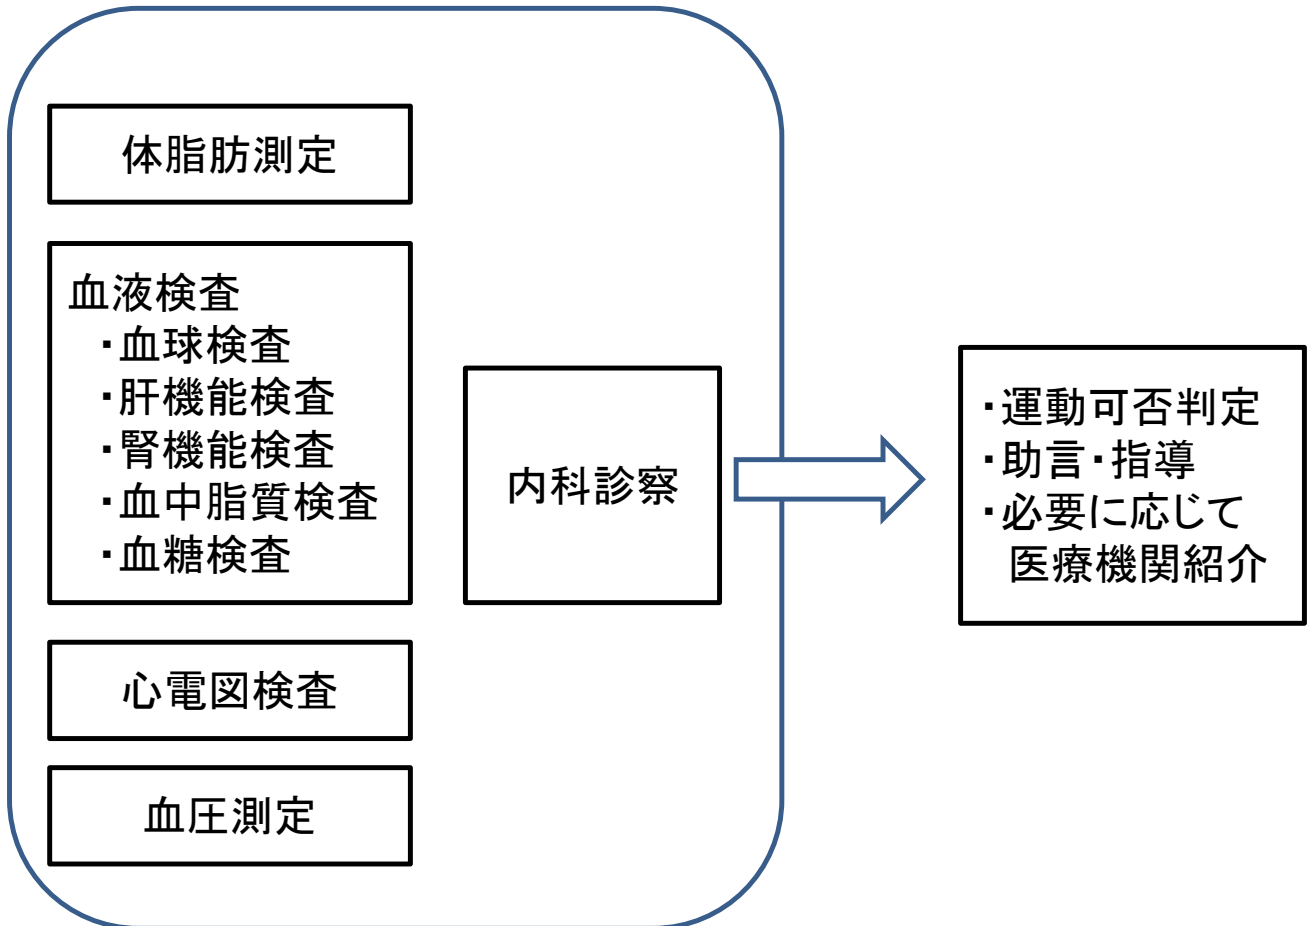 体脂肪測定
血液検査
・血球検査
・肝機能検査
・腎機能検査
・血中脂質検査
・血糖検査
心電図検査
血圧測定
内科診察
・運動可否判定
・助言・指導
・必要に応じて
医療機関紹介